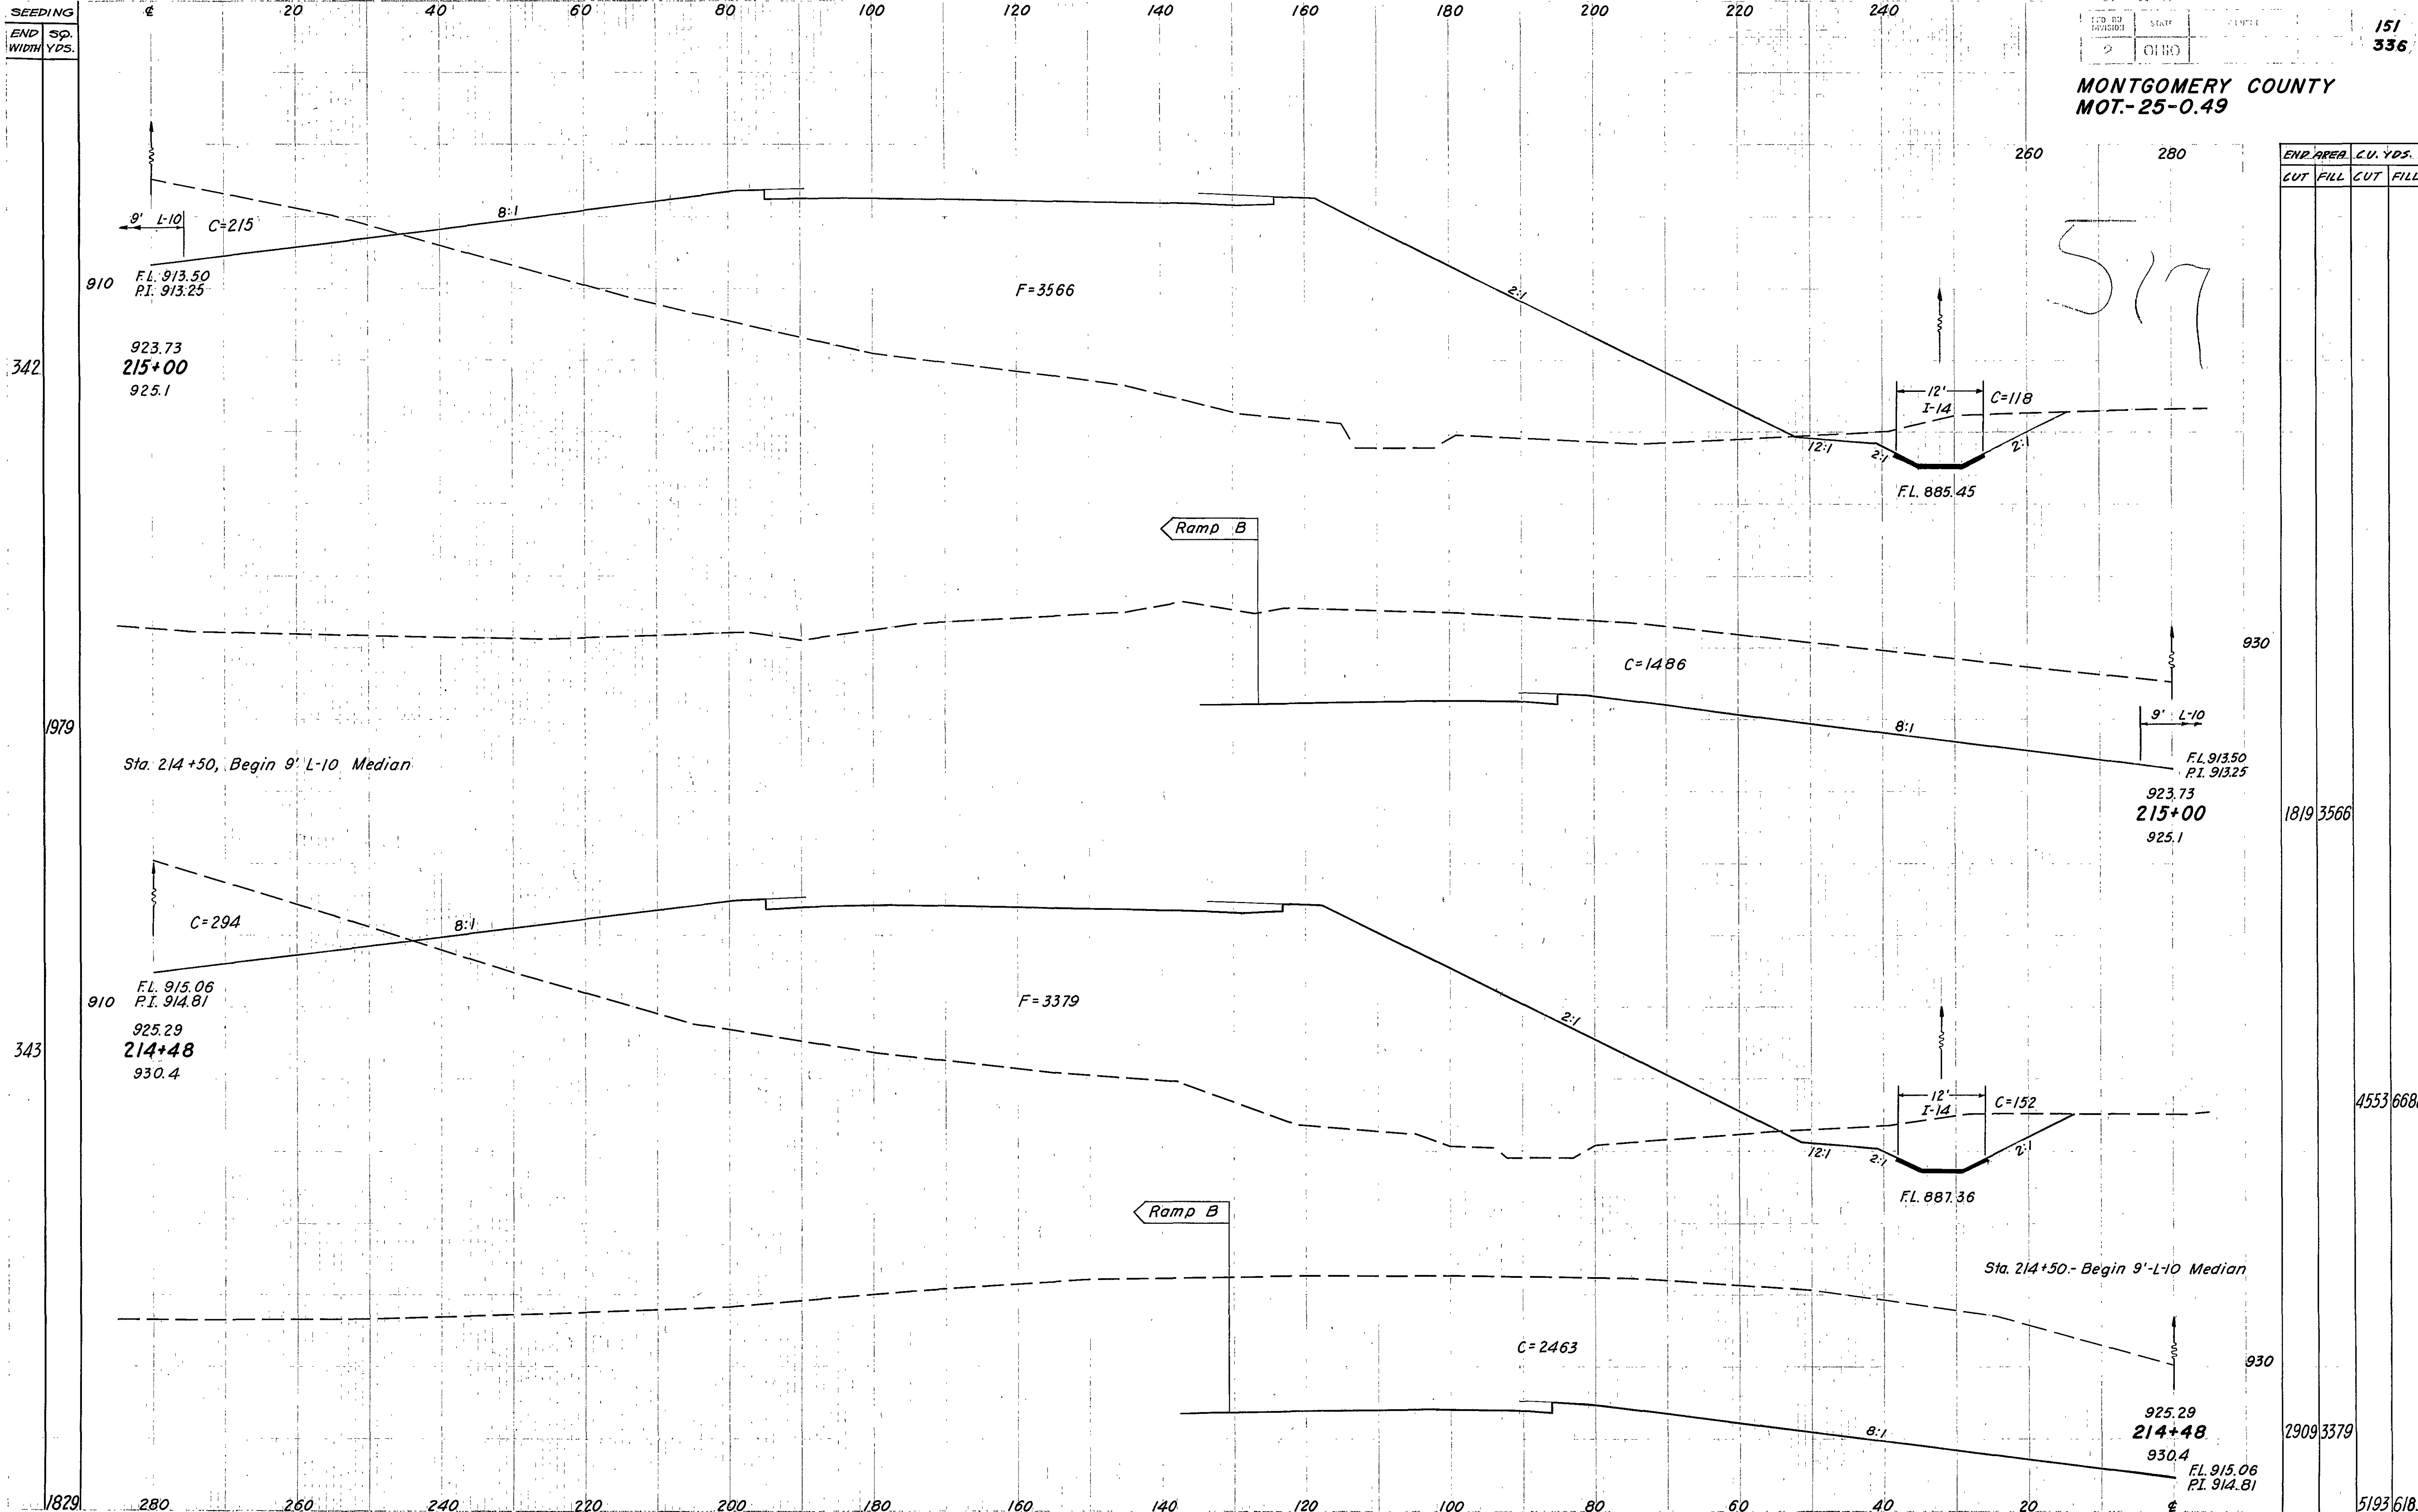 SEEDING
END WIDTH SQ. YDS.
℄ 20 40 60 80 100 120 140 160 180 200 220 240
STATE
2 OHIO
151
336
MONTGOMERY COUNTY
MOT.-25-0.49
260 280
END AREA CU. YDS.
CUT FILL CUT FILL
517
9' L-10
C=215
8:1
F.L. 913.50
P.I. 913.25
910
F=3566
2:1
923.73
215+00
925.1
342
12'
I-14
C=118
12:1
2:1
2:1
F.L. 885.45
Ramp B
930
C=1486
9' L-10
8:1
1979
Sta. 214+50, Begin 9' L-10 Median
F.L. 913.50
P.I. 913.25
923.73
215+00
925.1
1819 3566
C=294
8:1
F.L. 915.06
P.I. 914.81
910
F=3379
2:1
925.29
214+48
930.4
343
12'
I-14
C=152
4553
12:1
2:1
2:1
F.L. 887.36
Ramp B
Sta. 214+50.- Begin 9'-L-10 Median
C=2463
930
8:1
925.29
214+48
930.4
2909 3379
F.L. 915.06
P.I. 914.81
1829
280 260 240 220 200 180 160 140 120 100 80 60 40 20 ℄
5193